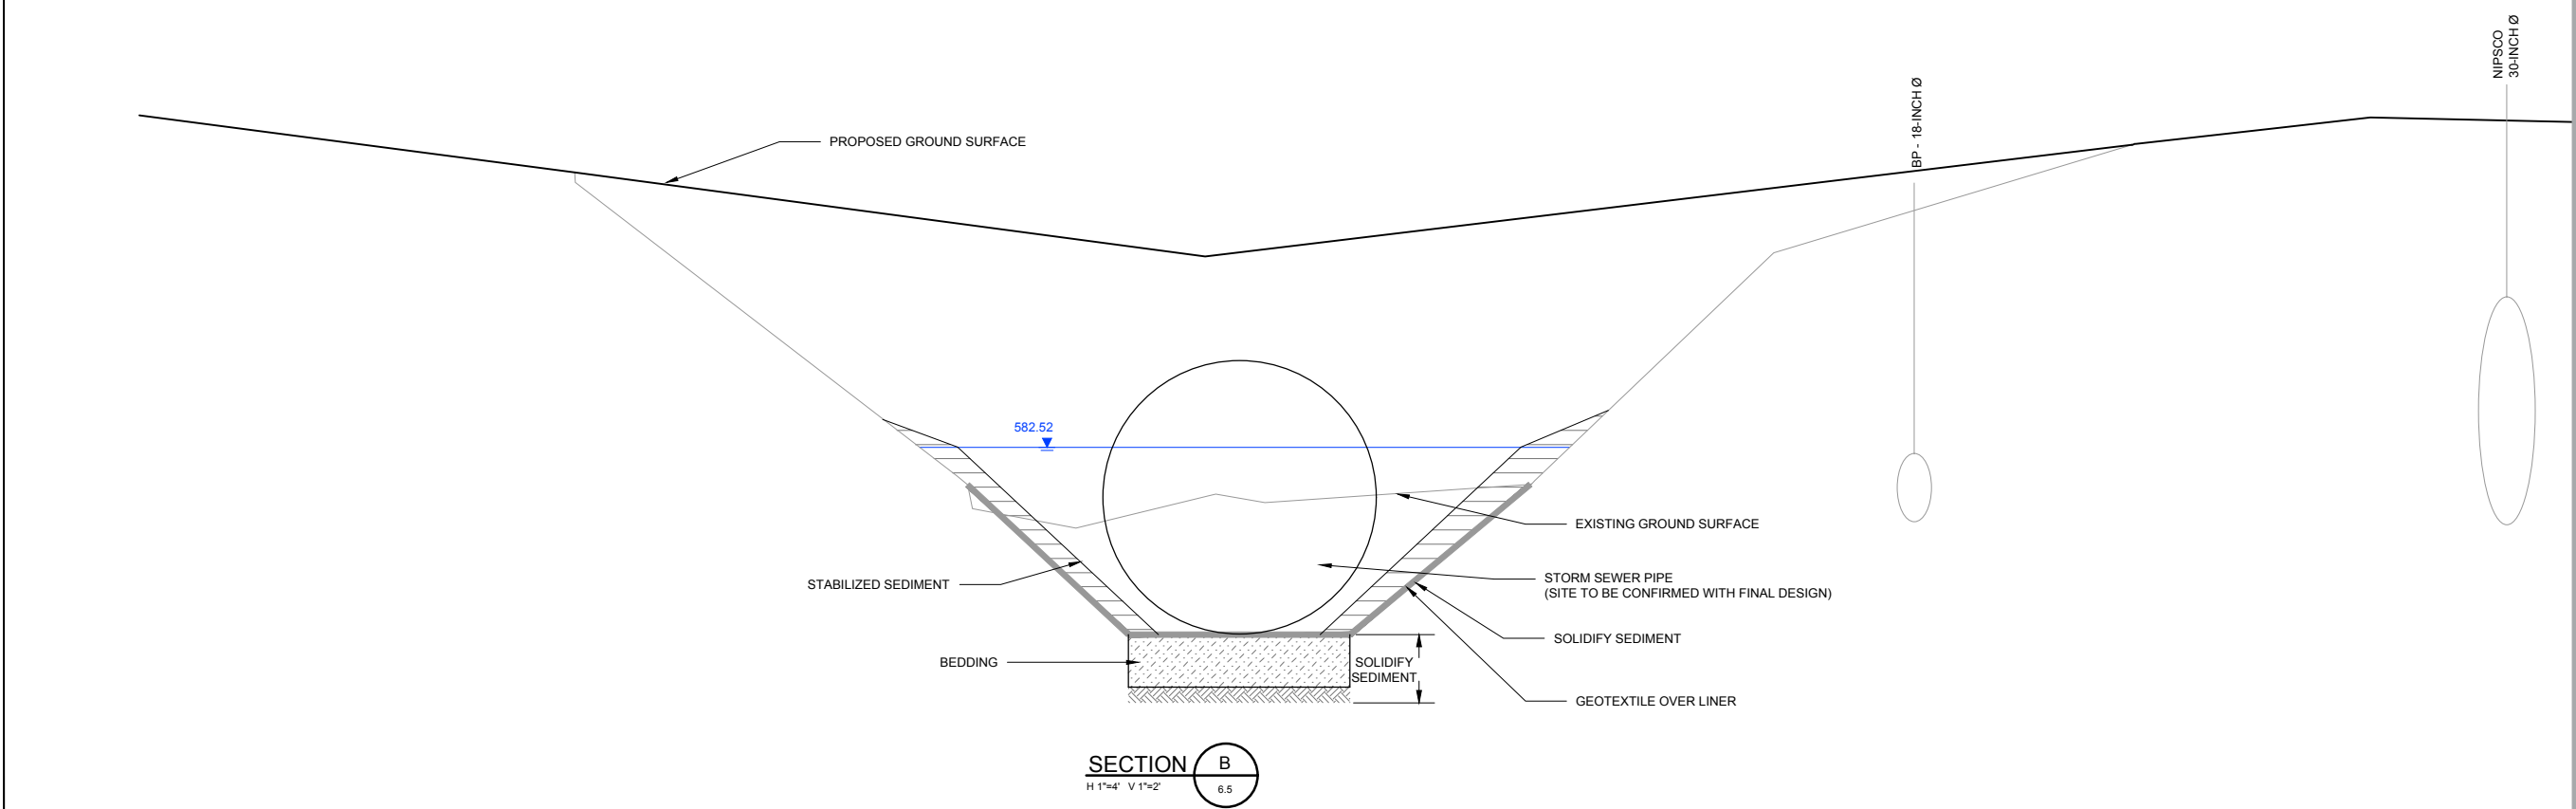 NIPSCO
30-INCH Ø
BP - 18-INCH Ø
PROPOSED GROUND SURFACE
582.52
EXISTING GROUND SURFACE
STABILIZED SEDIMENT
STORM SEWER PIPE
(SITE TO BE CONFIRMED WITH FINAL DESIGN)
SOLIDIFY SEDIMENT
BEDDING
SOLIDIFY
SEDIMENT
GEOTEXTILE OVER LINER
SECTION
B
H 1"=4' V 1"=2'
6.5